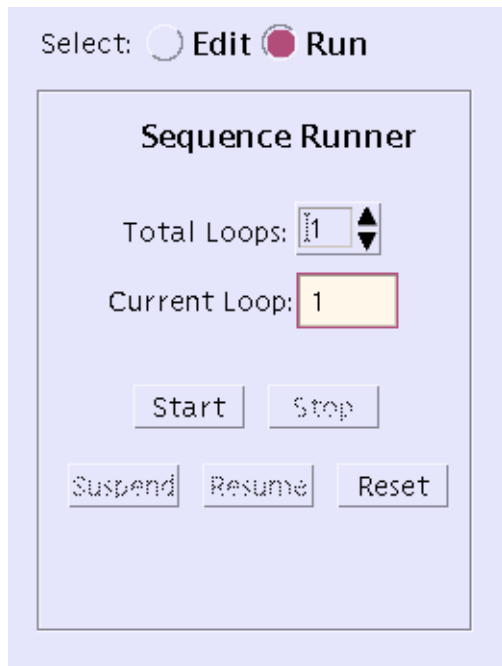 Select: Edit Run
Sequence Runner
Total Loops: 1
Current Loop: 1
Start Stop
Suspend Resume Reset